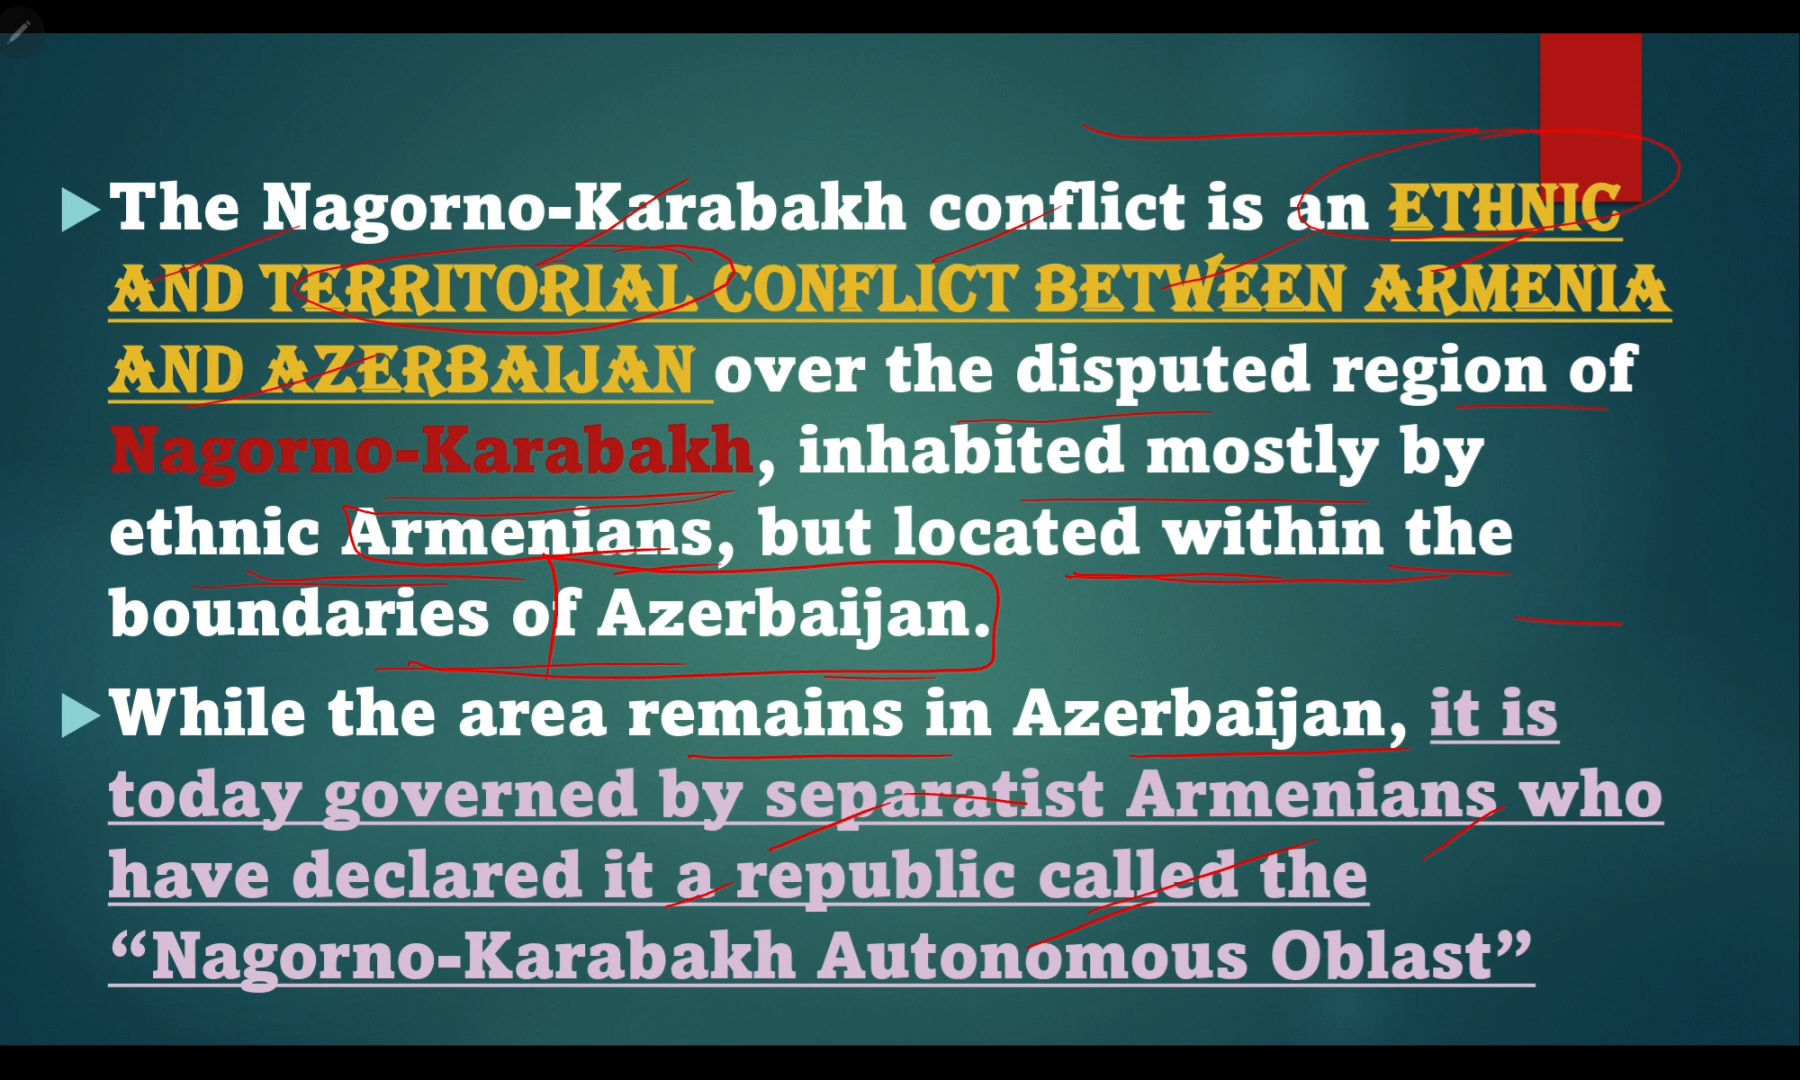 The Nagorno-Karabakh conflict is an ETHNIC
AND TERRITORIAL CONFLICT BETWEEN ARMENIA
AND AZERBAIJAN over the disputed region of
Nagorno-Karabakh, inhabited mostly by
ethnic Armenians, but located within the
boundaries of Azerbaijan.
While the area remains in Azerbaijan, it is
today governed by separatist Armenians who
have declared it a republic called the
“Nagorno-Karabakh Autonomous Oblast”